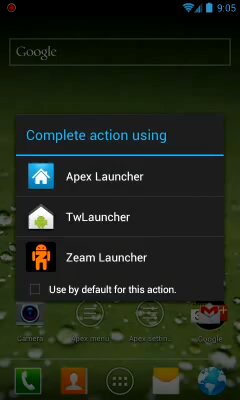 9:05
Google
Complete action using
Apex Launcher
TwLauncher
Zeam Launcher
Use by default for this action.
Camera
Apex menu
Apex settin..
Google